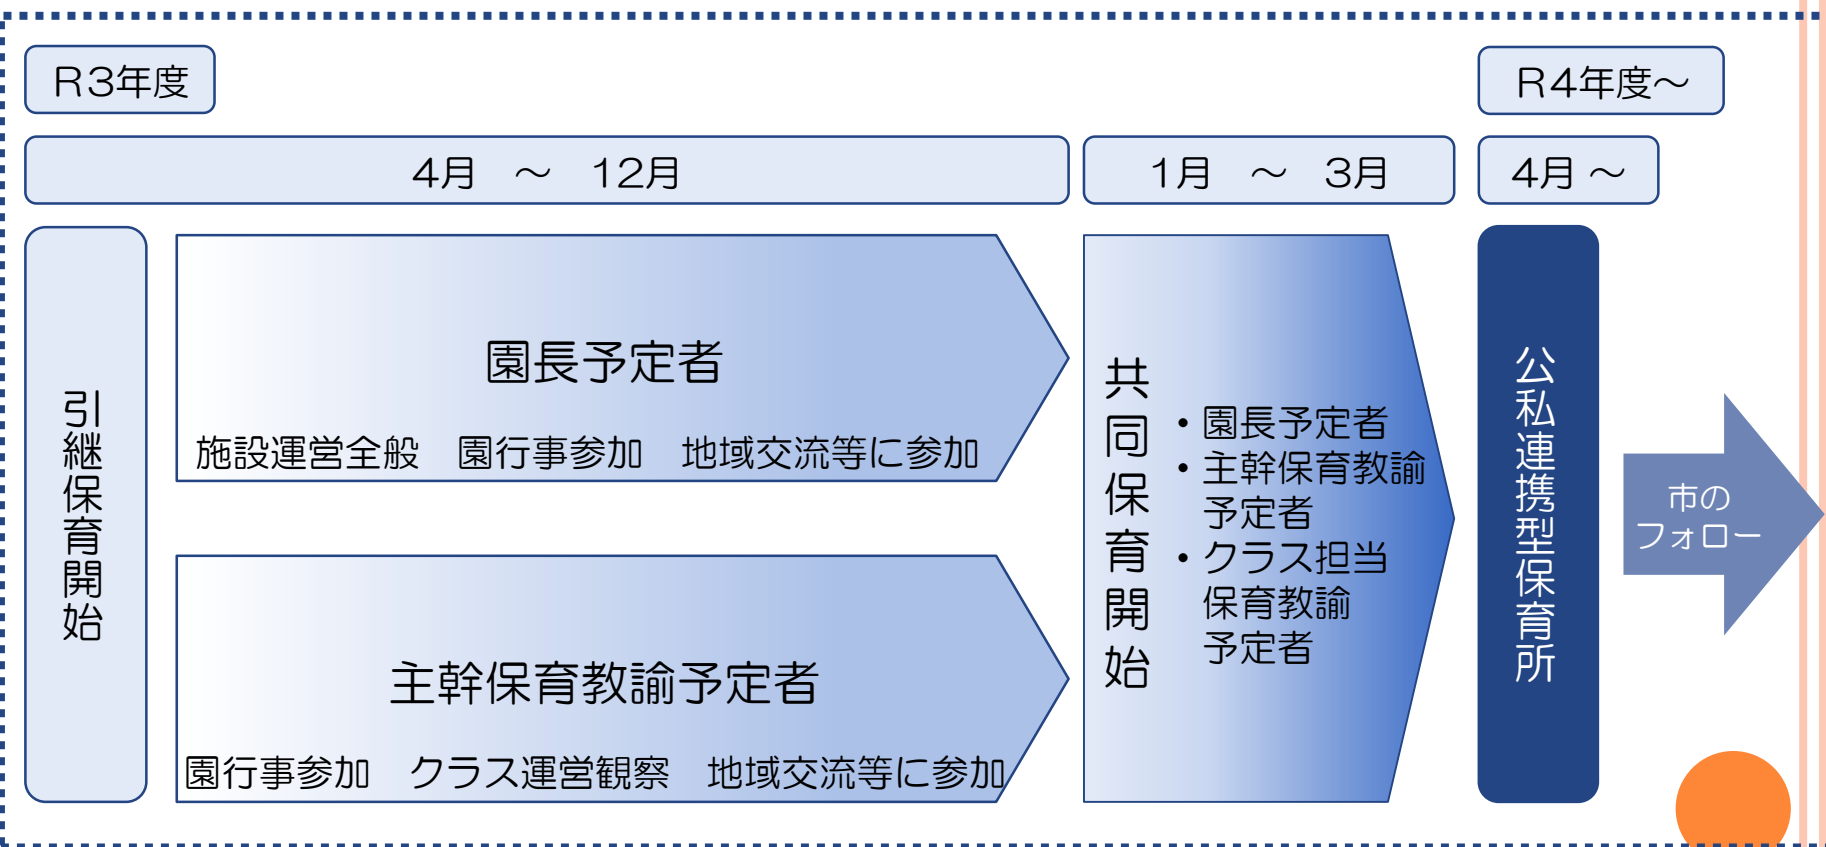 R3年度
R4年度～
4月　～　12月
1月　～　3月
4月～
引継保育開始
園長予定者
施設運営全般　園行事参加　地域交流等に参加
主幹保育教諭予定者
園行事参加　クラス運営観察　地域交流等に参加
共同保育開始
・園長予定者
・主幹保育教諭
予定者
・クラス担当
保育教諭
予定者
公私連携型保育所
市の
フォロー